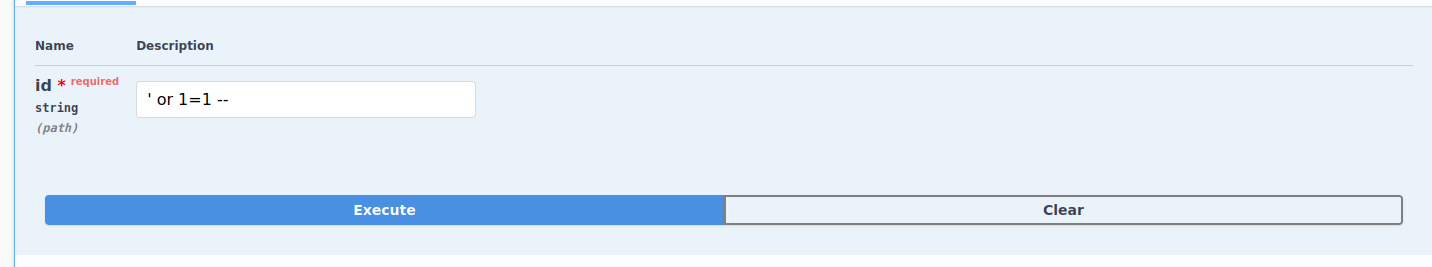 Name Description
id * required
string
(path)
' or 1=1 --
Execute Clear